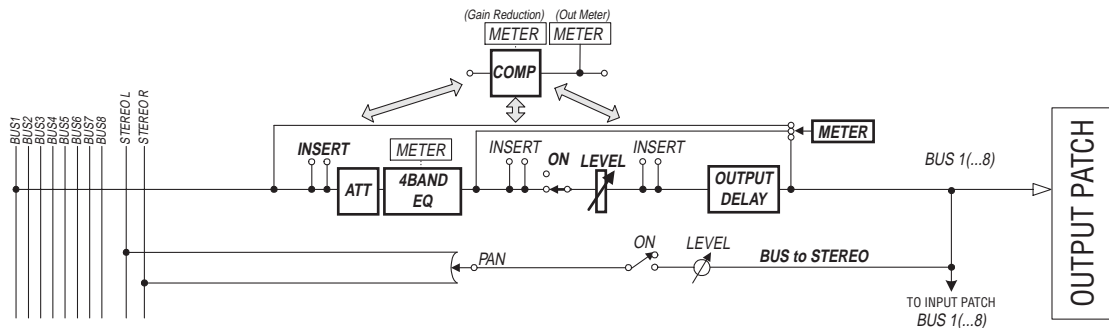 (Gain Reduction) (Out Meter)
METER METER
COMP
BUS1
BUS2
BUS3
BUS4
BUS5
BUS6
BUS7
BUS8
STEREO L
STEREO R
INSERT
METER
INSERT
ON
LEVEL
INSERT
METER
BUS 1(...8)
ATT
4BAND
EQ
OUTPUT
DELAY
PAN
ON
LEVEL
BUS to STEREO
TO INPUT PATCH
BUS 1(...8)
OUTPUT PATCH